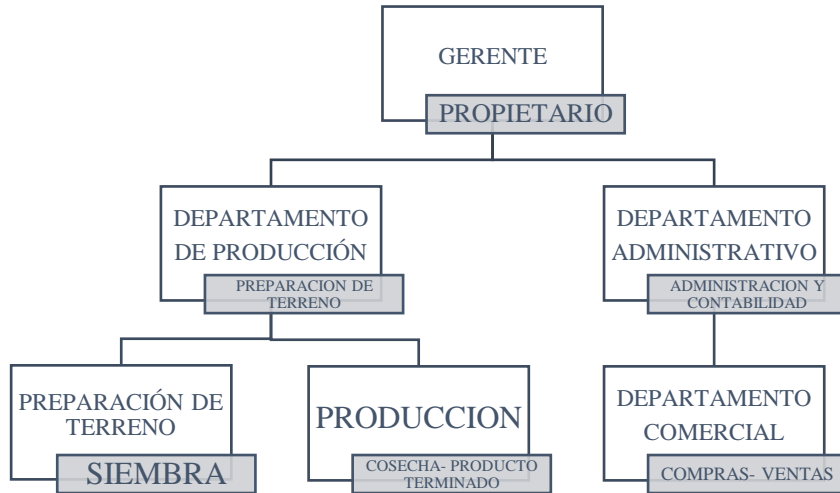 GERENTE
PROPIETARIO
DEPARTAMENTO
DE PRODUCCIÓN
PREPARACION DE
TERRENO
DEPARTAMENTO
ADMINISTRATIVO
ADMINISTRACION Y
CONTABILIDAD
PREPARACIÓN DE
TERRENO
SIEMBRA
PRODUCCION
COSECHA- PRODUCTO
TERMINADO
DEPARTAMENTO
COMERCIAL
COMPRAS- VENTAS